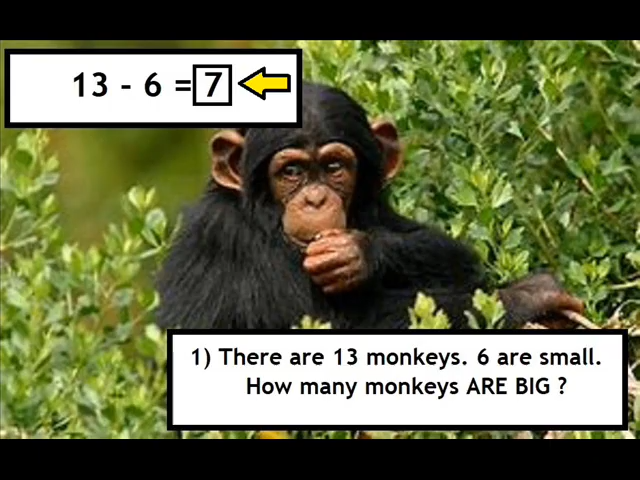 13 - 6 = 7
1) There are 13 monkeys. 6 are small.
How many monkeys ARE BIG ?